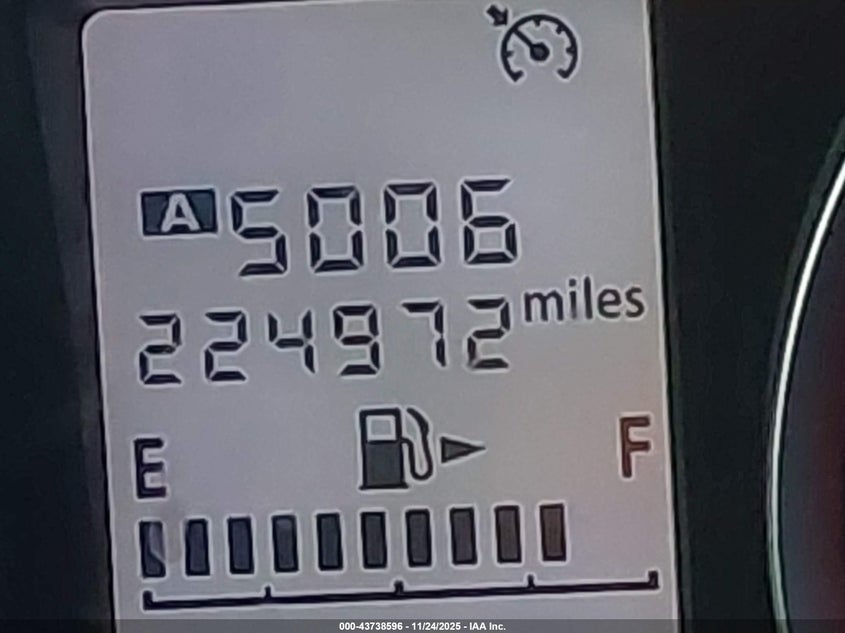 A 5006
224972 miles
E F
000-43738596 - 11/24/2025 - IAA Inc.